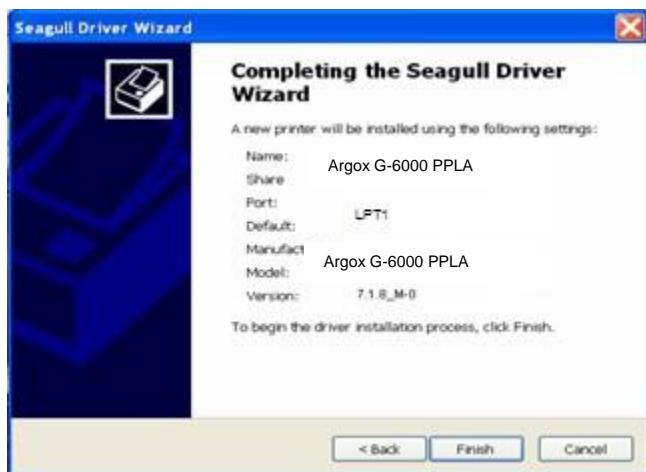 Seagull Driver Wizard
Completing the Seagull Driver
Wizard
A new printer will be installed using the following settings:
Name:
Argox G-6000 PPLA
Share
Port:
LPT1
Default:
Manufact
Argox G-6000 PPLA
Model:
Version: 7.1.8_M-0
To begin the driver installation process, click Finish.
< Back Finish Cancel